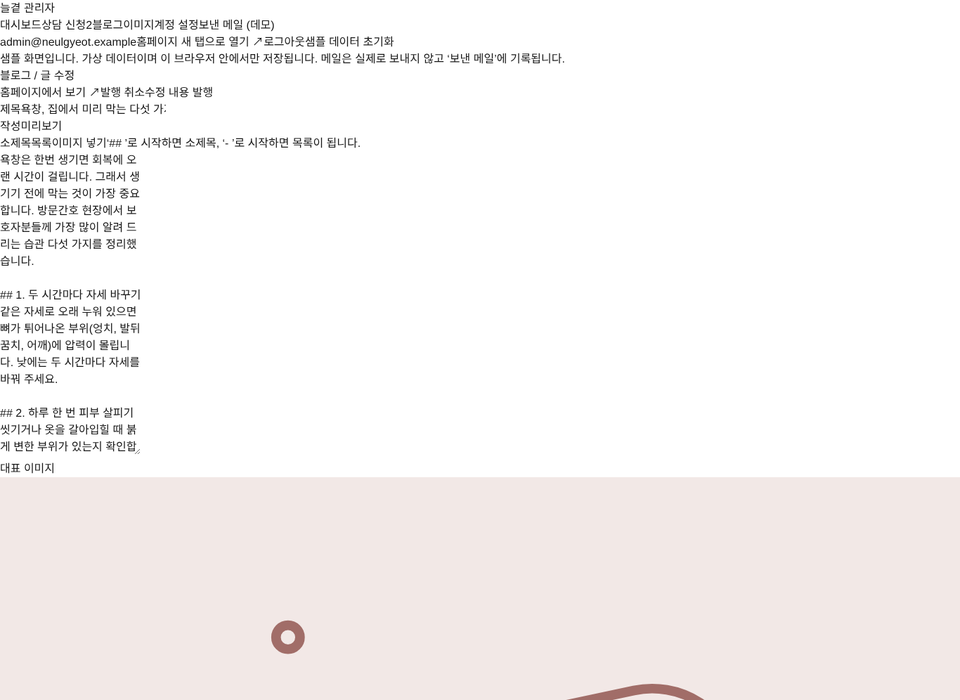 늘곁 관리자
대시보드상담 신청2블로그이미지계정 설정보낸 메일 (데모)
admin@neulgyeot.example홈페이지 새 탭으로 열기 ↗로그아웃샘플 데이터 초기화
샘플 화면입니다. 가상 데이터이며 이 브라우저 안에서만 저장됩니다. 메일은 실제로 보내지 않고 ‘보낸 메일’에 기록됩니다.
블로그 / 글 수정
홈페이지에서 보기 ↗발행 취소수정 내용 발행
제목욕창, 집에서 미리 막는 다섯 가
작성미리보기
소제목목록이미지 넣기‘## ’로 시작하면 소제목, ‘- ’로 시작하면 목록이 됩니다.
욕창은 한번 생기면 회복에 오
랜 시간이 걸립니다. 그래서 생
기기 전에 막는 것이 가장 중요
합니다. 방문간호 현장에서 보
호자분들께 가장 많이 알려 드
리는 습관 다섯 가지를 정리했
습니다.
## 1. 두 시간마다 자세 바꾸기
같은 자세로 오래 누워 있으면
뼈가 튀어나온 부위(엉치, 발뒤
꿈치, 어깨)에 압력이 몰립니
다. 낮에는 두 시간마다 자세를
바꿔 주세요.
## 2. 하루 한 번 피부 살피기
씻기거나 옷을 갈아입힐 때 붉
게 변한 부위가 있는지 확인합
대표 이미지